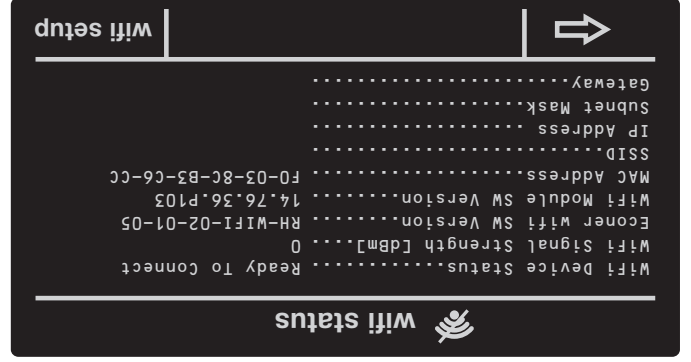 wifi status
WiFi Device Status............. Ready To Connect
WiFi Signal Strength [dBm].... 0
Econer wifi SW Version......... RH-WIFI-02-01-05
WiFi Module SW Version........ 14.76.36.p103
MAC Address.................... F0-03-8C-B3-C6-CC
SSID.............................
IP Address ...................
Subnet Mask...................
Gateway........................
wifi setup